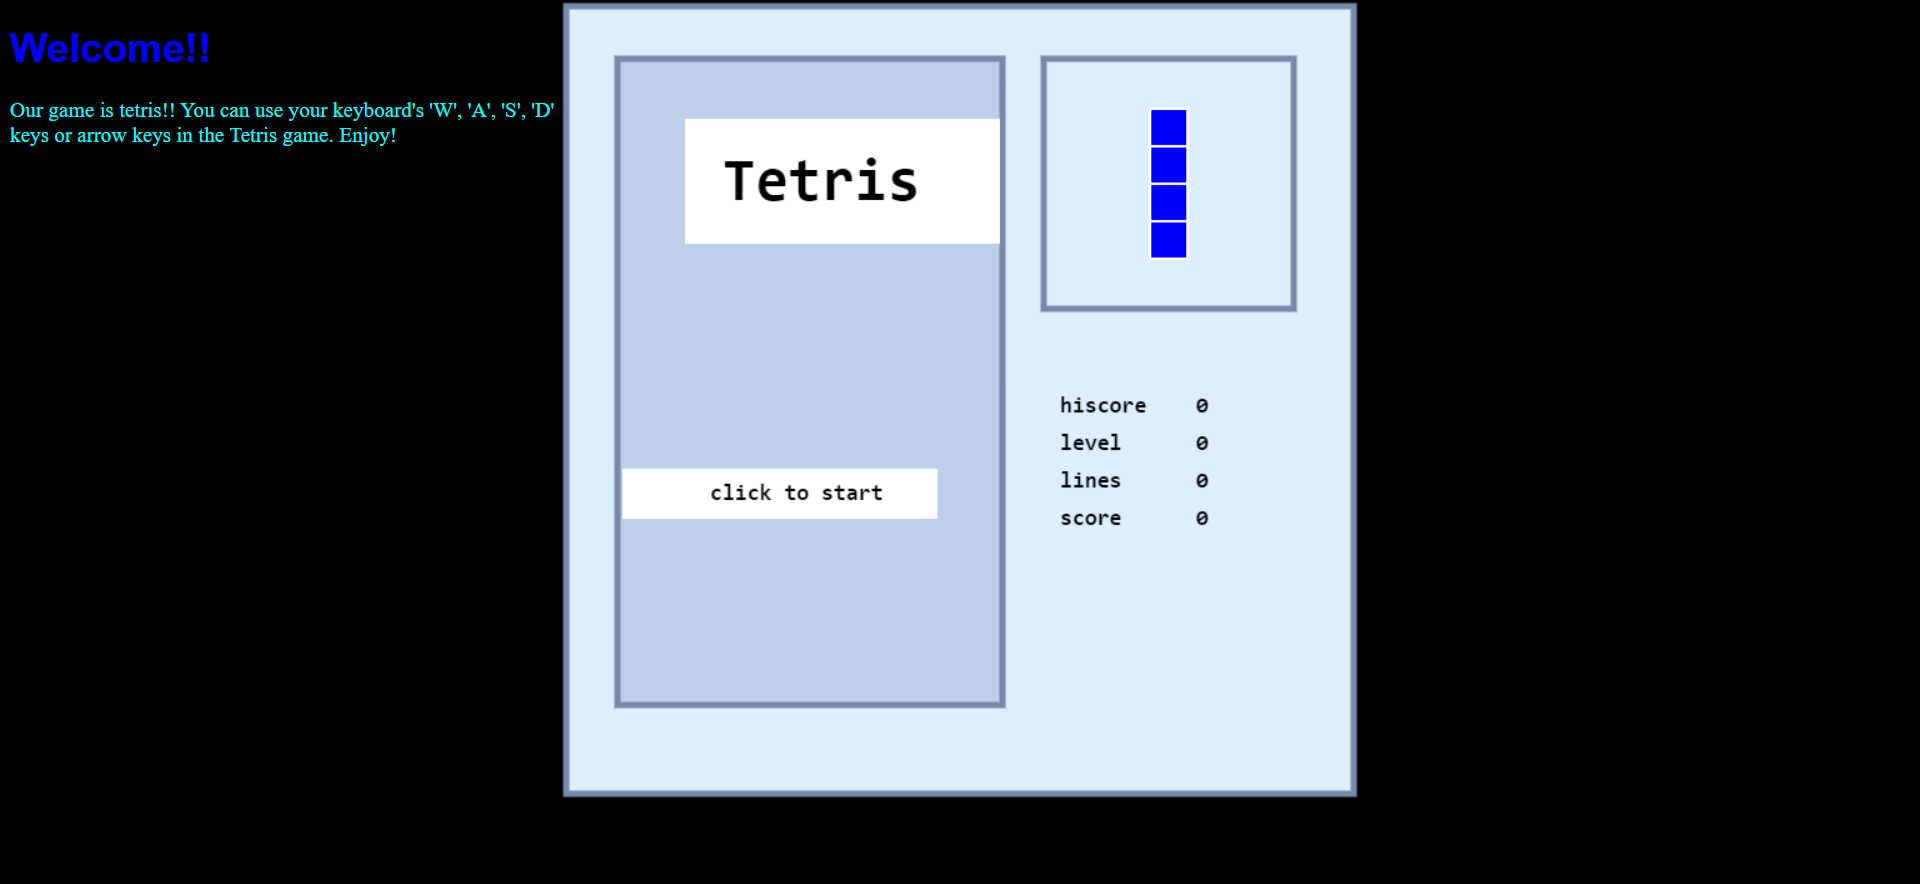 Welcome!!
Our game is tetris!! You can use your keyboard's 'W', 'A', 'S', 'D'
keys or arrow keys in the Tetris game. Enjoy!
Tetris
click to start
hiscore 0
level 0
lines 0
score 0